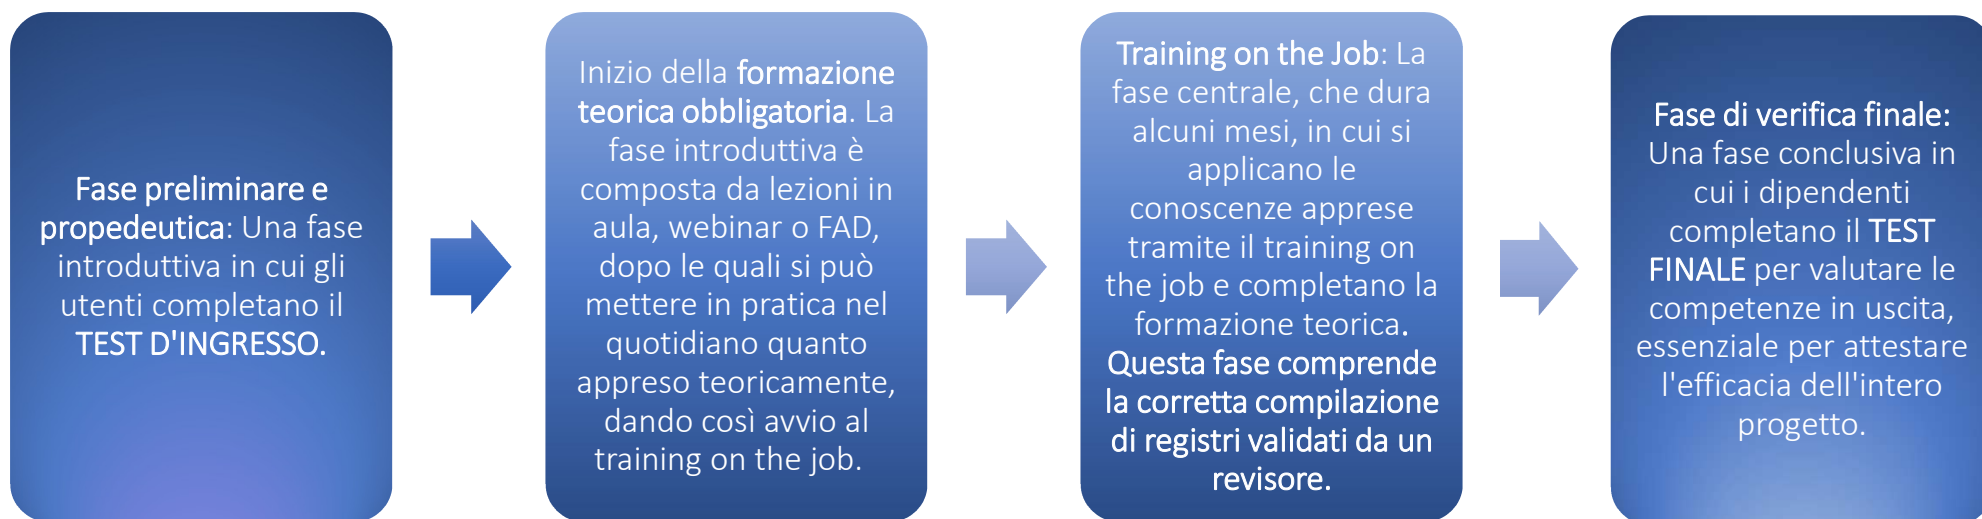 Fase preliminare e
propedeutica: Una fase
introduttiva in cui gli
utenti completano il
TEST D'INGRESSO.
Inizio della formazione
teorica obbligatoria. La
fase introduttiva è
composta da lezioni in
aula, webinar o FAD,
dopo le quali si può
mettere in pratica nel
quotidiano quanto
appreso teoricamente,
dando così avvio al
training on the job.
Training on the Job: La
fase centrale, che dura
alcuni mesi, in cui si
applicano le
conoscenze apprese
tramite il training on
the job e completano la
formazione teorica.
Questa fase comprende
la corretta compilazione
di registri validati da un
revisore.
Fase di verifica finale:
Una fase conclusiva in
cui i dipendenti
completano il TEST
FINALE per valutare le
competenze in uscita,
essenziale per attestare
l'efficacia dell'intero
progetto.